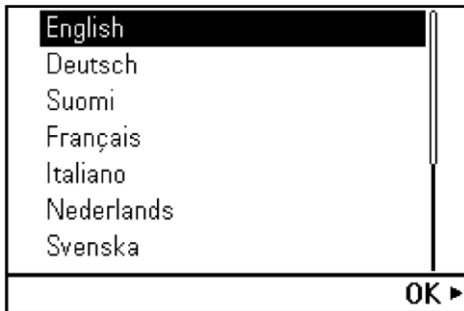 English
Deutsch
Suomi
Français
Italiano
Nederlands
Svenska
OK ►